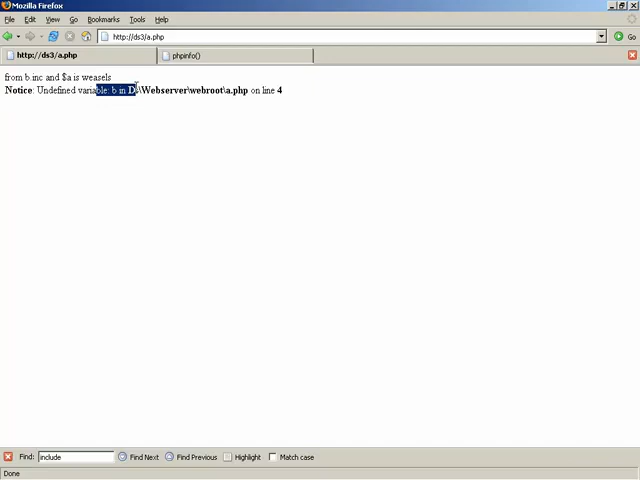 Mozilla Firefox
File Edit View Go Bookmarks Tools Help
http://ds3/a.php Go
http://ds3/a.php phpinfo()
from b.inc and $a is weasels
Notice: Undefined variable: b in D:\Webserver\webroot\a.php on line 4
Find: include Find Next Find Previous Highlight Match case
Done